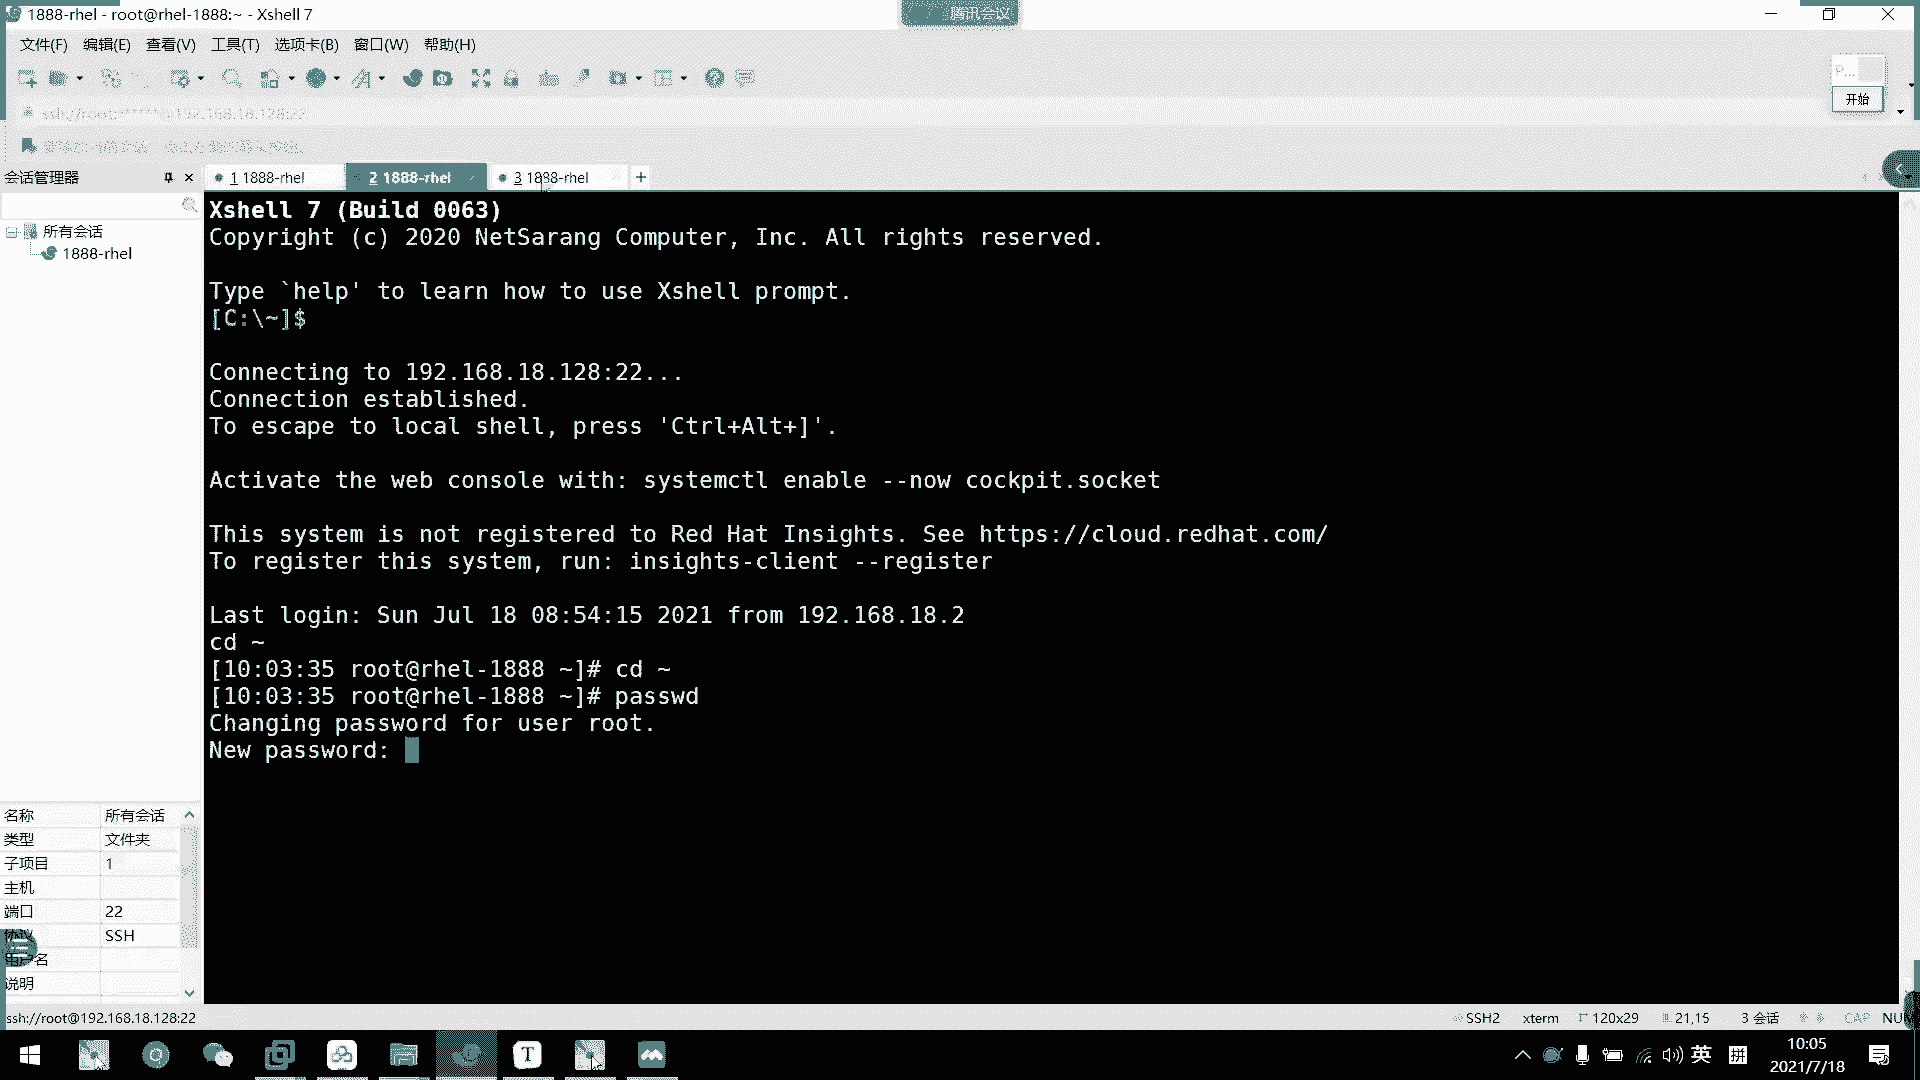 1888-rhel - root@rhel-1888:~ - Xshell 7
腾讯会议
文件(F) 编辑(E) 查看(V) 工具(T) 选项卡(B) 窗口(W) 帮助(H)
P...
开始
ssh://root:*****@192.168.18.128:22
会话管理器
1 1888-rhel
2 1888-rhel
3 1888-rhel
所有会话
1888-rhel
Xshell 7 (Build 0063)
Copyright (c) 2020 NetSarang Computer, Inc. All rights reserved.
Type `help' to learn how to use Xshell prompt.
[C:\~]$
Connecting to 192.168.18.128:22...
Connection established.
To escape to local shell, press 'Ctrl+Alt+]'.
Activate the web console with: systemctl enable --now cockpit.socket
This system is not registered to Red Hat Insights. See https://cloud.redhat.com/
To register this system, run: insights-client --register
Last login: Sun Jul 18 08:54:15 2021 from 192.168.18.2
cd ~
[10:03:35 root@rhel-1888 ~]# cd ~
[10:03:35 root@rhel-1888 ~]# passwd
Changing password for user root.
New password:
名称 所有会话
类型 文件夹
子项目 1
主机
端口 22
协议 SSH
用户名
说明
ssh://root@192.168.18.128:22
SSH2 xterm 120x29 21,15 3 会话 CAP NUM
英 拼
10:05
2021/7/18